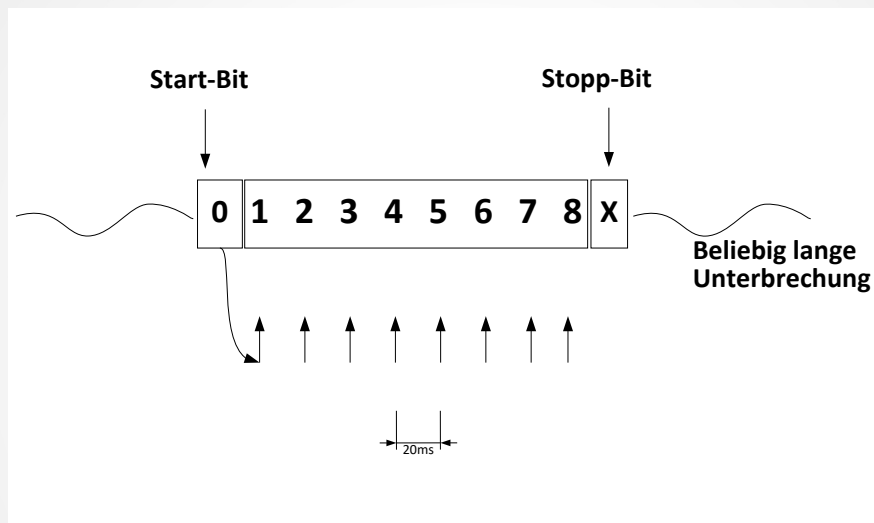 Start-Bit
Stopp-Bit
0 1 2 3 4 5 6 7 8 X
Beliebig lange
Unterbrechung
20ms